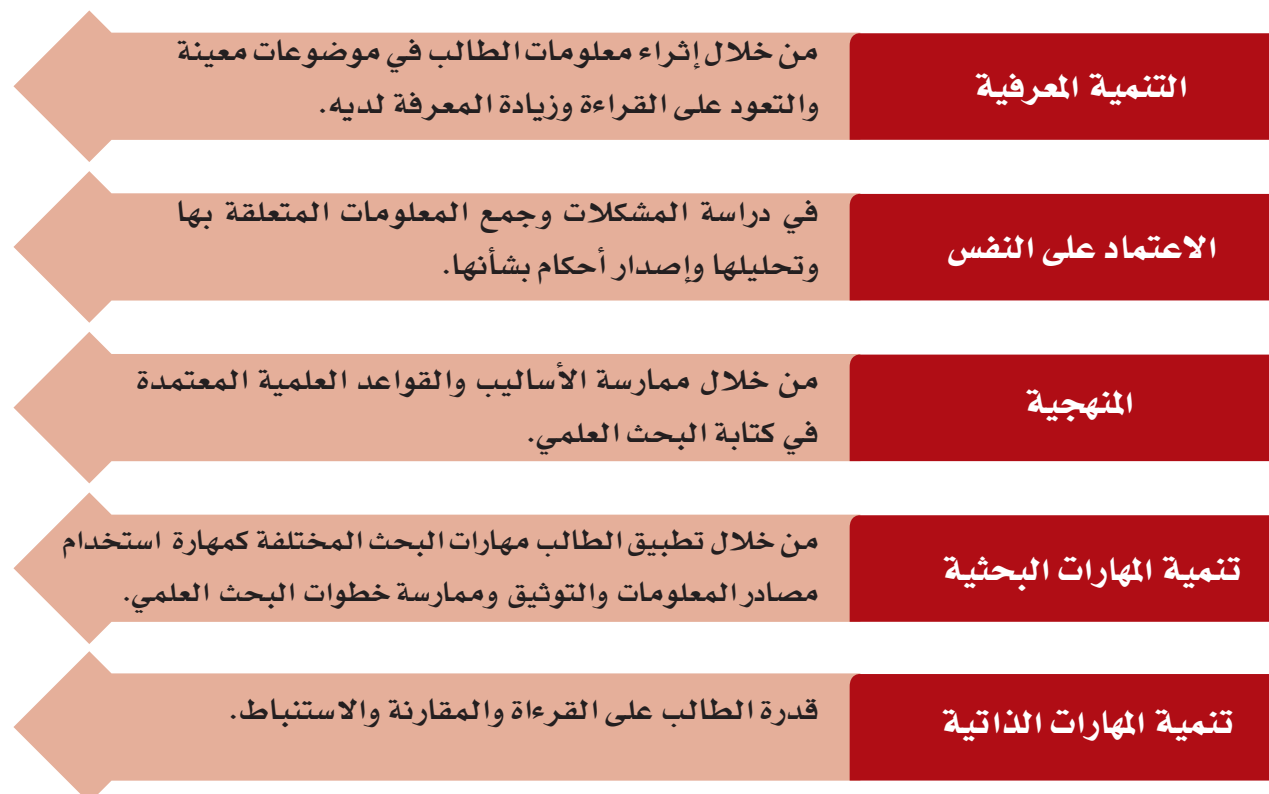 التنمية المعرفية
من خلال إثراء معلومات الطالب في موضوعات معينة
والتعود على القراءة وزيادة المعرفة لديه.
الاعتماد على النفس
في دراسة المشكلات وجمع المعلومات المتعلقة بها
وتحليلها وإصدار أحكام بشأنها.
المنهجية
من خلال ممارسة الأساليب والقواعد العلمية المعتمدة
في كتابة البحث العلمي.
تنمية المهارات البحثية
من خلال تطبيق الطالب مهارات البحث المختلفة كمهارة استخدام
مصادر المعلومات والتوثيق وممارسة خطوات البحث العلمي.
تنمية المهارات الذاتية
قدرة الطالب على القرءاة والمقارنة والاستنباط.